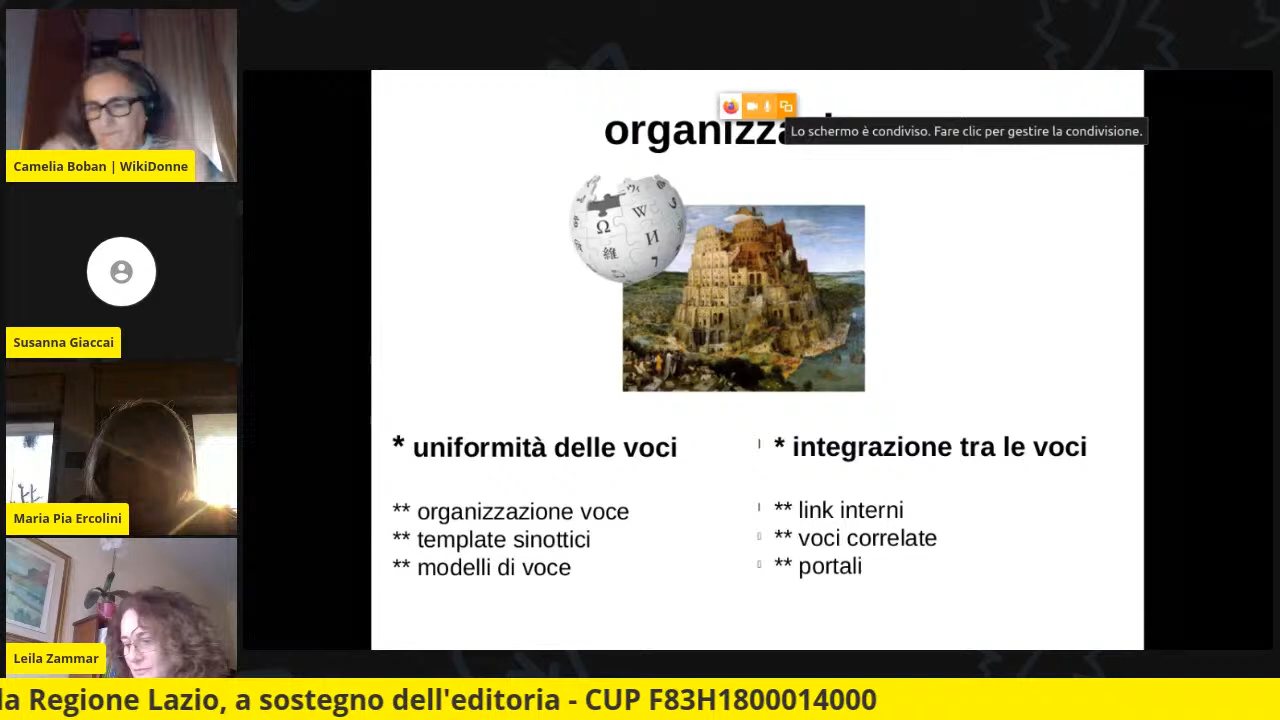 Camelia Boban | WikiDonne
Susanna Giaccai
Maria Pia Ercolini
Leila Zammar
Lo schermo è condiviso. Fare clic per gestire la condivisione.
Ω W И
維 7
* uniformità delle voci
** organizzazione voce
** template sinottici
** modelli di voce
* integrazione tra le voci
** link interni
** voci correlate
** portali
la Regione Lazio, a sostegno dell'editoria - CUP F83H1800014000